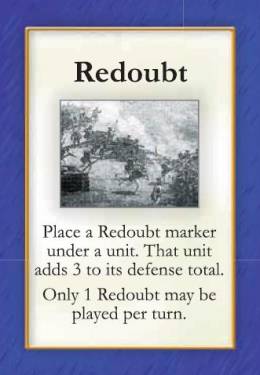 Redoubt
Place a Redoubt marker
under a unit. That unit
adds 3 to its defense total.
Only 1 Redoubt may be
played per turn.